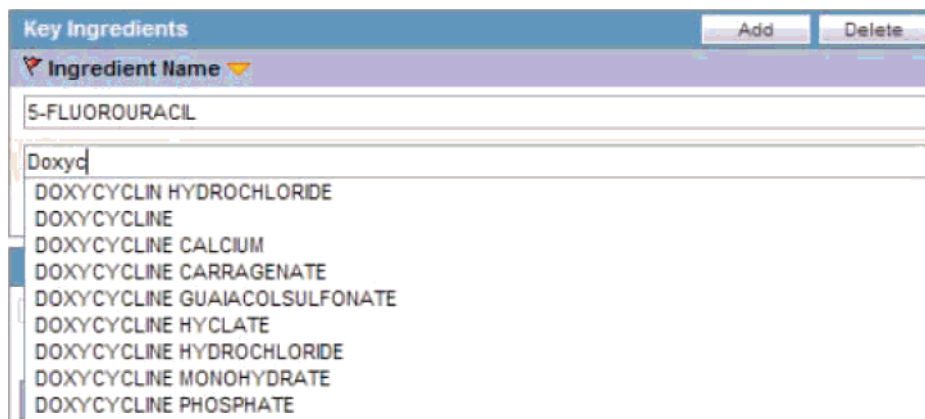 Key Ingredients Add Delete
Ingredient Name
5-FLUOROURACIL
Doxyc
DOXYCYCLIN HYDROCHLORIDE
DOXYCYCLINE
DOXYCYCLINE CALCIUM
DOXYCYCLINE CARRAGENATE
DOXYCYCLINE GUAIACOLSULFONATE
DOXYCYCLINE HYCLATE
DOXYCYCLINE HYDROCHLORIDE
DOXYCYCLINE MONOHYDRATE
DOXYCYCLINE PHOSPHATE